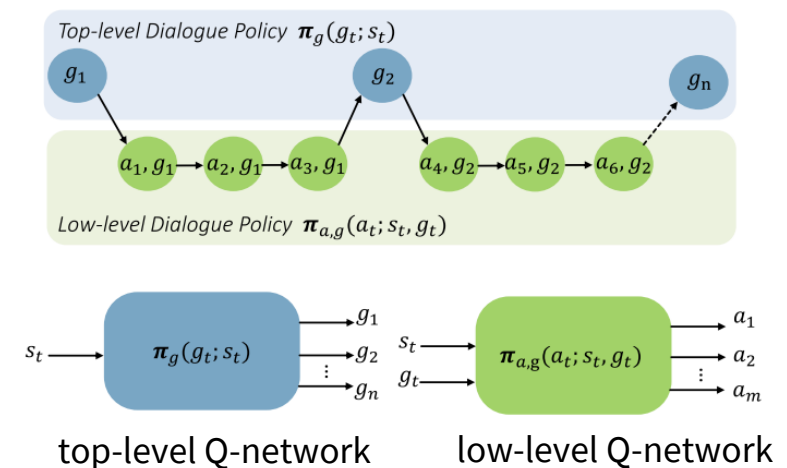 Top-level Dialogue Policy π_g(g_t; s_t)
g_1
g_2
g_n
a_1, g_1
a_2, g_1
a_3, g_1
a_4, g_2
a_5, g_2
a_6, g_2
Low-level Dialogue Policy π_{a,g}(a_t; s_t, g_t)
s_t
π_g(g_t; s_t)
g_1
g_2
⋮
g_n
s_t
g_t
π_{a,g}(a_t; s_t, g_t)
a_1
a_2
⋮
a_m
top-level Q-network
low-level Q-network